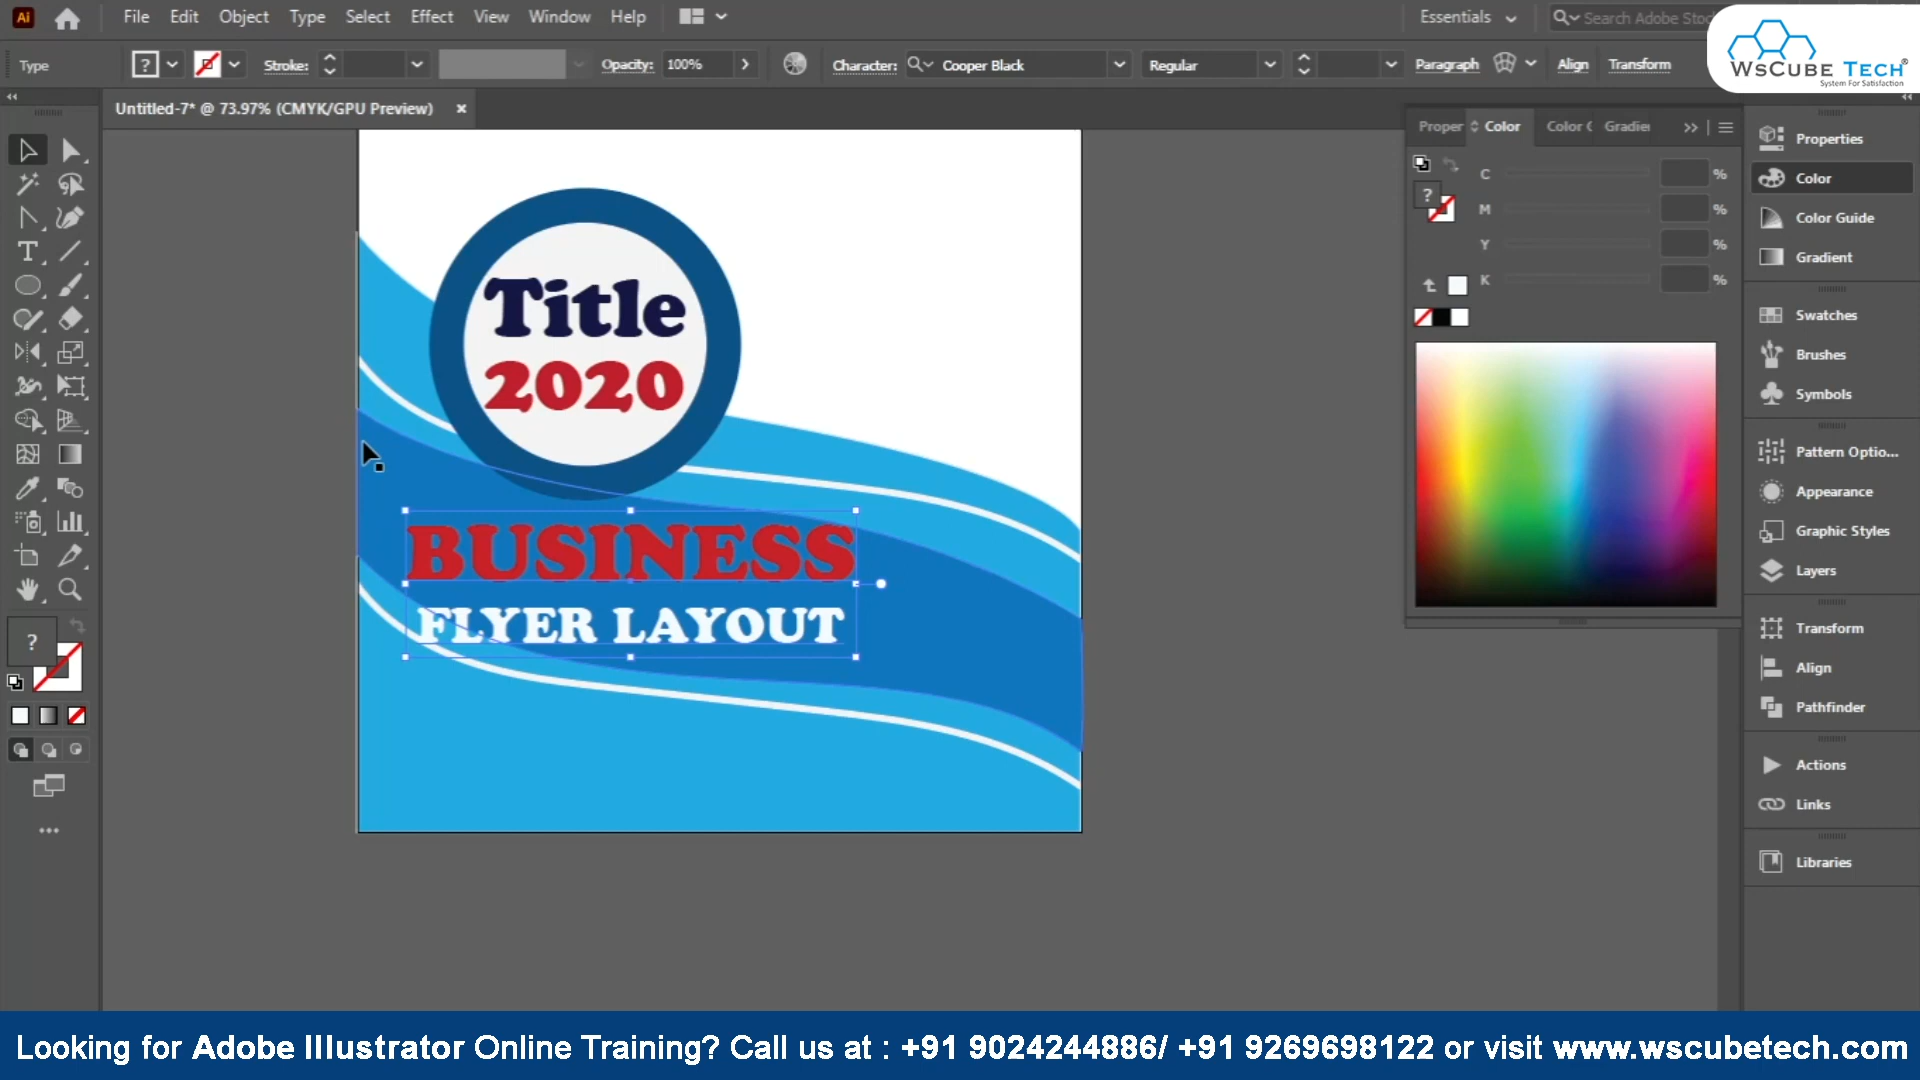 Ai File Edit Object Type Select Effect View Window Help Essentials Search Adobe Stoc
WsCube Tech®
System For Satisfaction
Type ? Stroke: Opacity: 100% Character: Cooper Black Regular Paragraph Align Transform
Untitled-7* @ 73.97% (CMYK/GPU Preview)
Proper Color Color G Gradie
C %
M %
Y %
K %
?
Properties
Color
Color Guide
Gradient
Swatches
Brushes
Symbols
Pattern Optio...
Appearance
Graphic Styles
Layers
Transform
Align
Pathfinder
Actions
Links
Libraries
Title
2020
BUSINESS
FLYER LAYOUT
?
Looking for Adobe Illustrator Online Training? Call us at : +91 9024244886/ +91 9269698122 or visit www.wscubetech.com